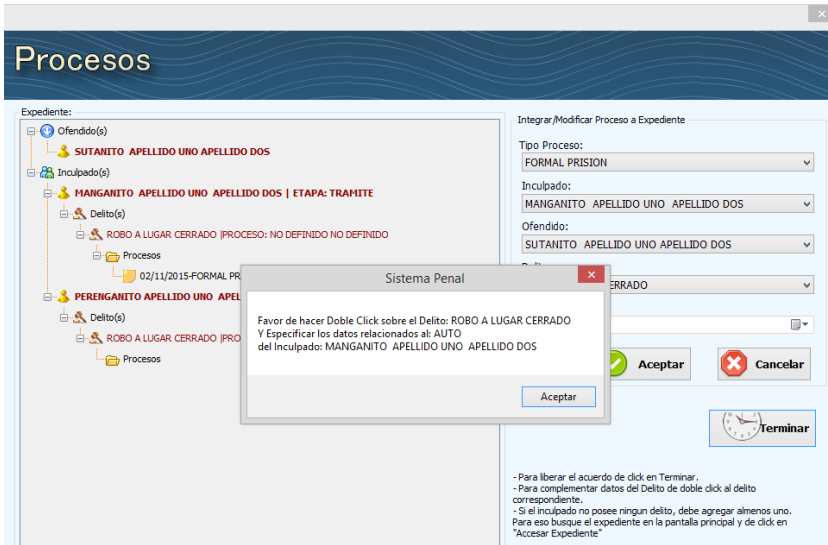 Procesos
Expediente:
Ofendido(s)
SUTANITO APELLIDO UNO APELLIDO DOS
Inculpado(s)
MANGANITO APELLIDO UNO APELLIDO DOS | ETAPA: TRAMITE
Delito(s)
ROBO A LUGAR CERRADO |PROCESO: NO DEFINIDO NO DEFINIDO
Procesos
02/11/2015-FORMAL PR
PERENGANITO APELLIDO UNO APEL
Delito(s)
ROBO A LUGAR CERRADO |PRO
Procesos
Sistema Penal
Favor de hacer Doble Click sobre el Delito: ROBO A LUGAR CERRADO
Y Especificar los datos relacionados al: AUTO
del Inculpado: MANGANITO APELLIDO UNO APELLIDO DOS
Aceptar
Integrar/Modificar Proceso a Expediente
Tipo Proceso:
FORMAL PRISION
Inculpado:
MANGANITO APELLIDO UNO APELLIDO DOS
Ofendido:
SUTANITO APELLIDO UNO APELLIDO DOS
ERRADO
Aceptar
Cancelar
Terminar
- Para liberar el acuerdo de click en Terminar.
- Para complementar datos del Delito de doble click al delito
correspondiente.
- Si el inculpado no posee ningun delito, debe agregar almenos uno.
Para eso busque el expediente en la pantalla principal y de click en
"Accesar Expediente"